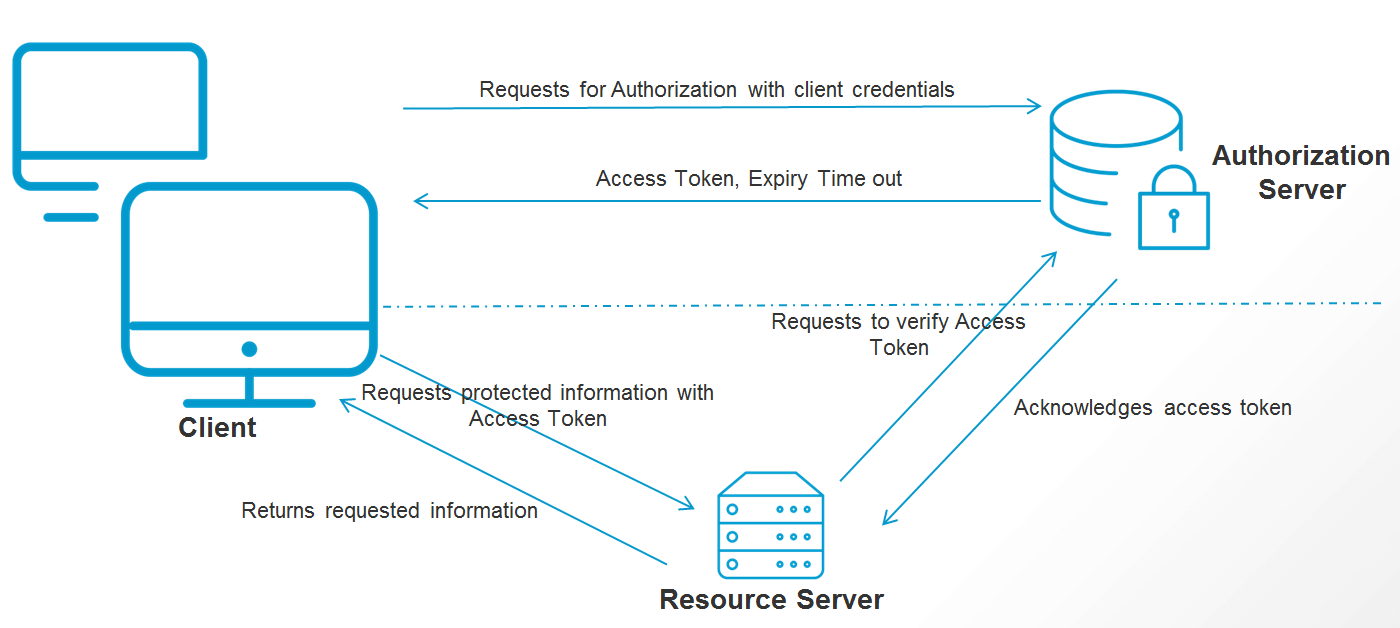 Requests for Authorization with client credentials
Authorization
Server
Access Token, Expiry Time out
Requests to verify Access
Token
Requests protected information with
Access Token
Acknowledges access token
Client
Returns requested information
Resource Server